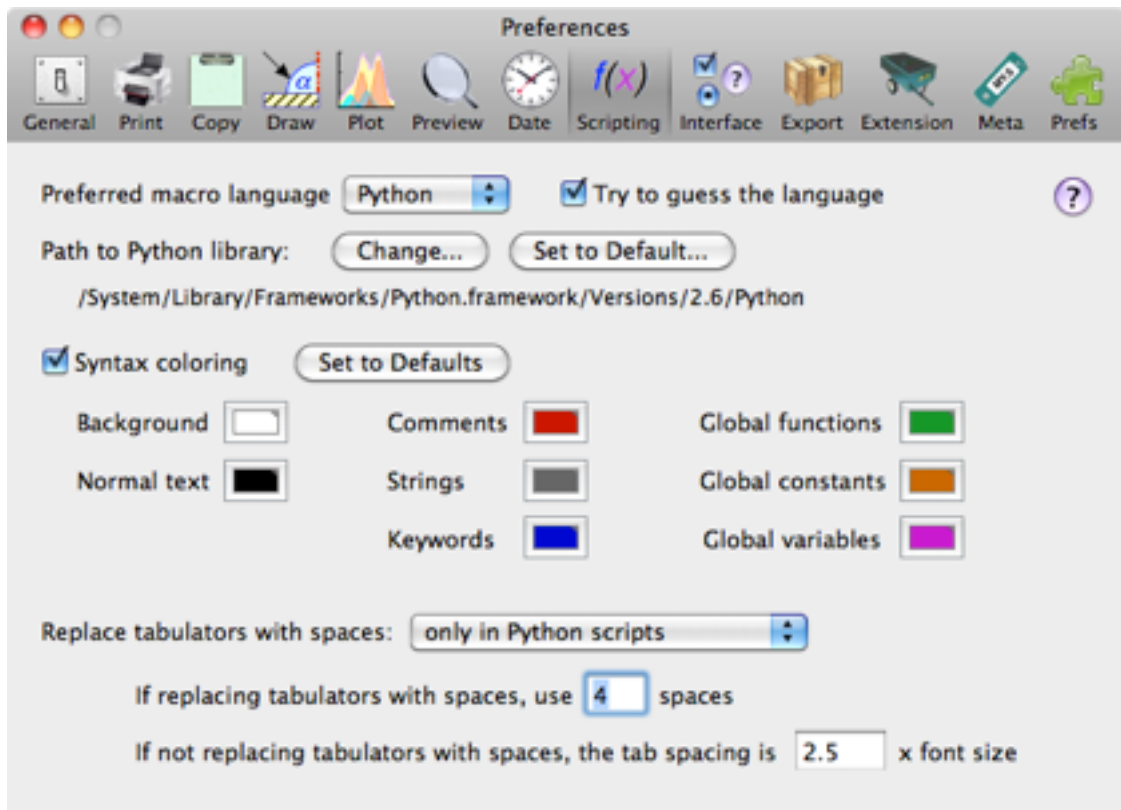 Preferences
General Print Copy Draw Plot Preview Date Scripting Interface Export Extension Meta Prefs
Preferred macro language Python Try to guess the language ?
Path to Python library: Change... Set to Default...
/System/Library/Frameworks/Python.framework/Versions/2.6/Python
Syntax coloring Set to Defaults
Background Comments Global functions
Normal text Strings Global constants
Keywords Global variables
Replace tabulators with spaces: only in Python scripts
If replacing tabulators with spaces, use 4 spaces
If not replacing tabulators with spaces, the tab spacing is 2.5 x font size